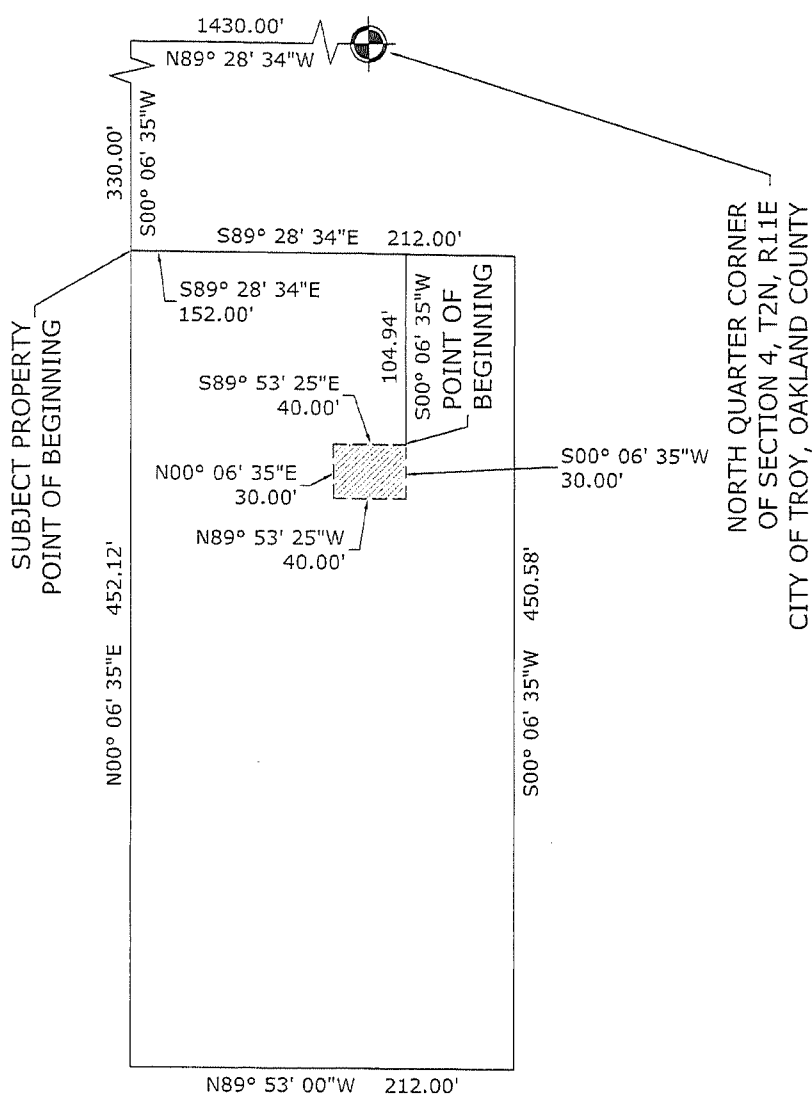 1430.00'
N89° 28' 34"W
330.00'
S00° 06' 35"W
S89° 28' 34"E 212.00'
S89° 28' 34"E
152.00'
104.94'
S00° 06' 35"W
POINT OF
BEGINNING
SUBJECT PROPERTY
POINT OF BEGINNING
S89° 53' 25"E
40.00'
N00° 06' 35"E
30.00'
N89° 53' 25"W
40.00'
S00° 06' 35"W
30.00'
NORTH QUARTER CORNER
OF SECTION 4, T2N, R11E
CITY OF TROY, OAKLAND COUNTY
N00° 06' 35"E 452.12'
S00° 06' 35"W 450.58'
N89° 53' 00"W 212.00'